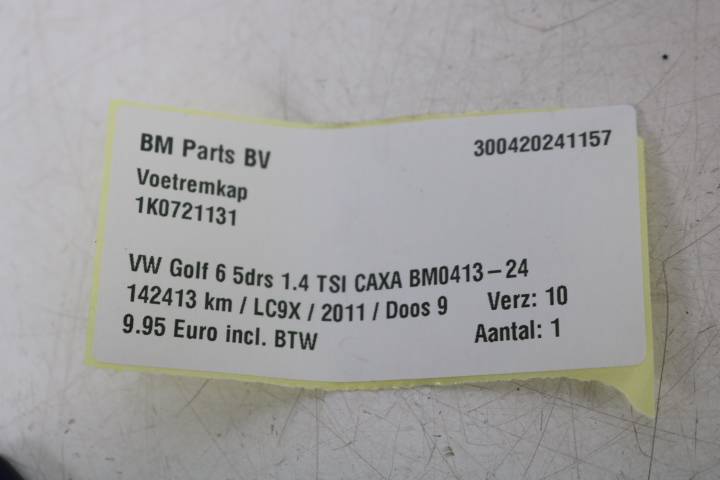 BM Parts BV
300420241157
Voetremkap
1K0721131
VW Golf 6 5drs 1.4 TSI CAXA BM0413-24
142413 km / LC9X / 2011 / Doos 9 Verz: 10
9.95 Euro incl. BTW Aantal: 1